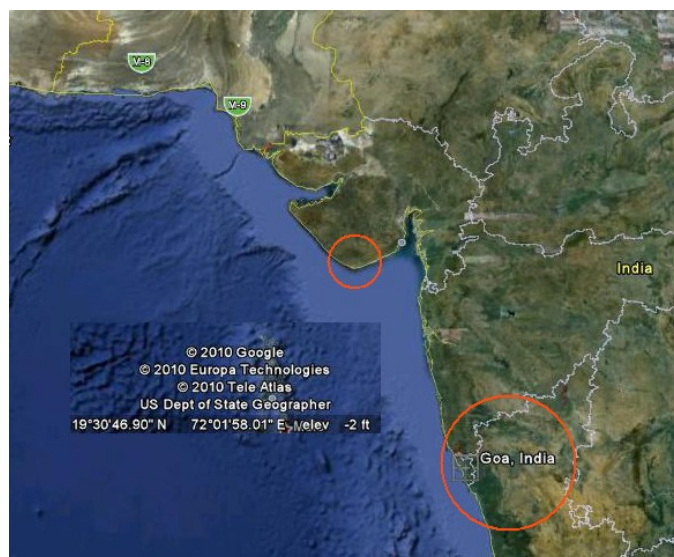 M-8
M-9
India
© 2010 Google
© 2010 Europa Technologies
© 2010 Tele Atlas
US Dept of State Geographer
19°30'46.90" N 72°01'58.01" E elev -2 ft
Goa, India